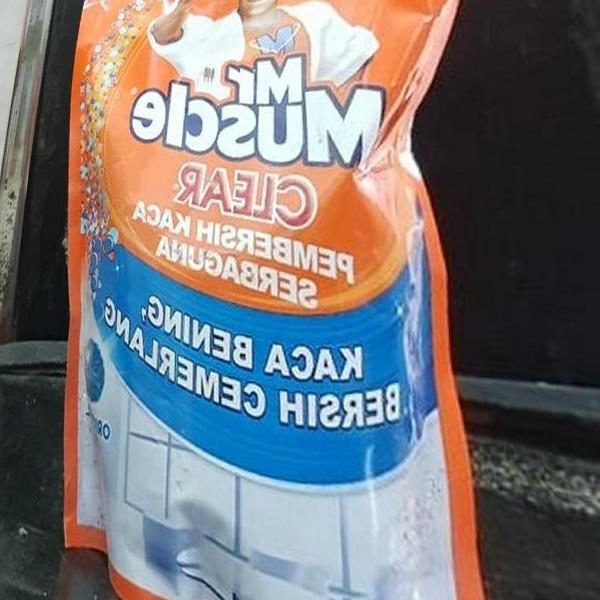 Mr
Muscle
CLEAR
PEMBERSIH KACA
SERBAGUNA
KACA BENING,
BERSIH CEMERLANG